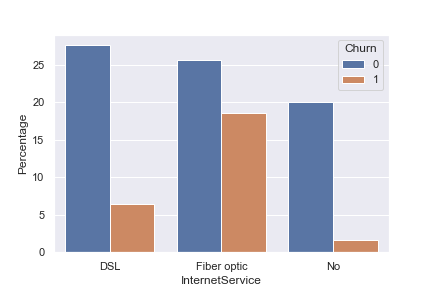 Churn
0
1
25
20
15
10
5
0
Percentage
DSL
Fiber optic
No
InternetService